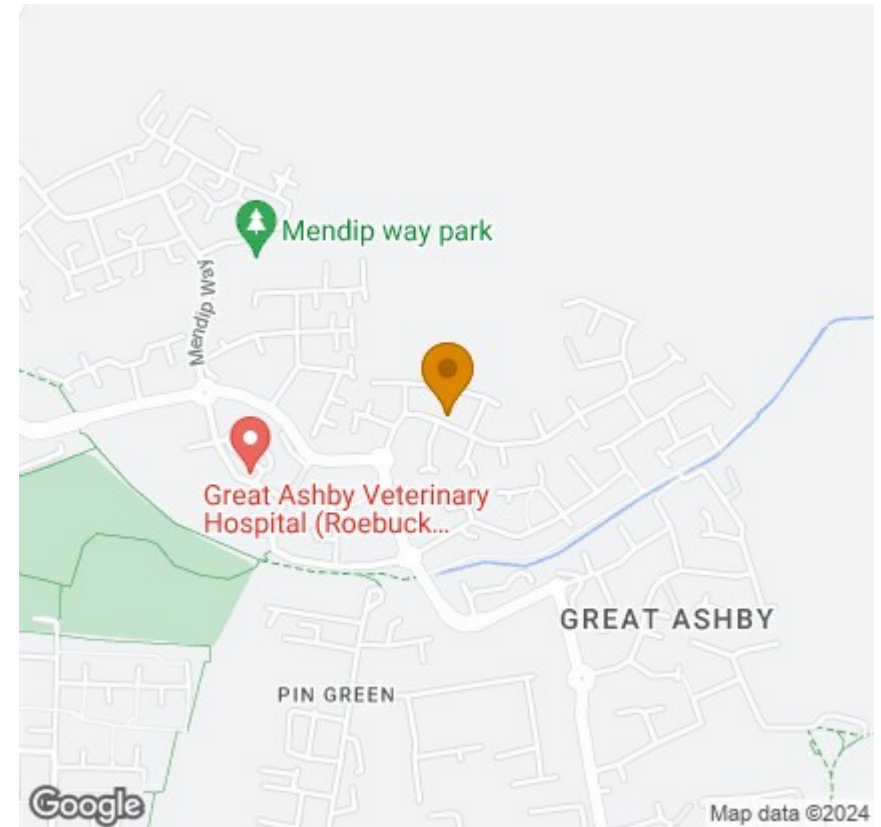 Mendip way park
Mendip Way
Great Ashby Veterinary
Hospital (Roebuck...
GREAT ASHBY
PIN GREEN
Google
Map data ©2024